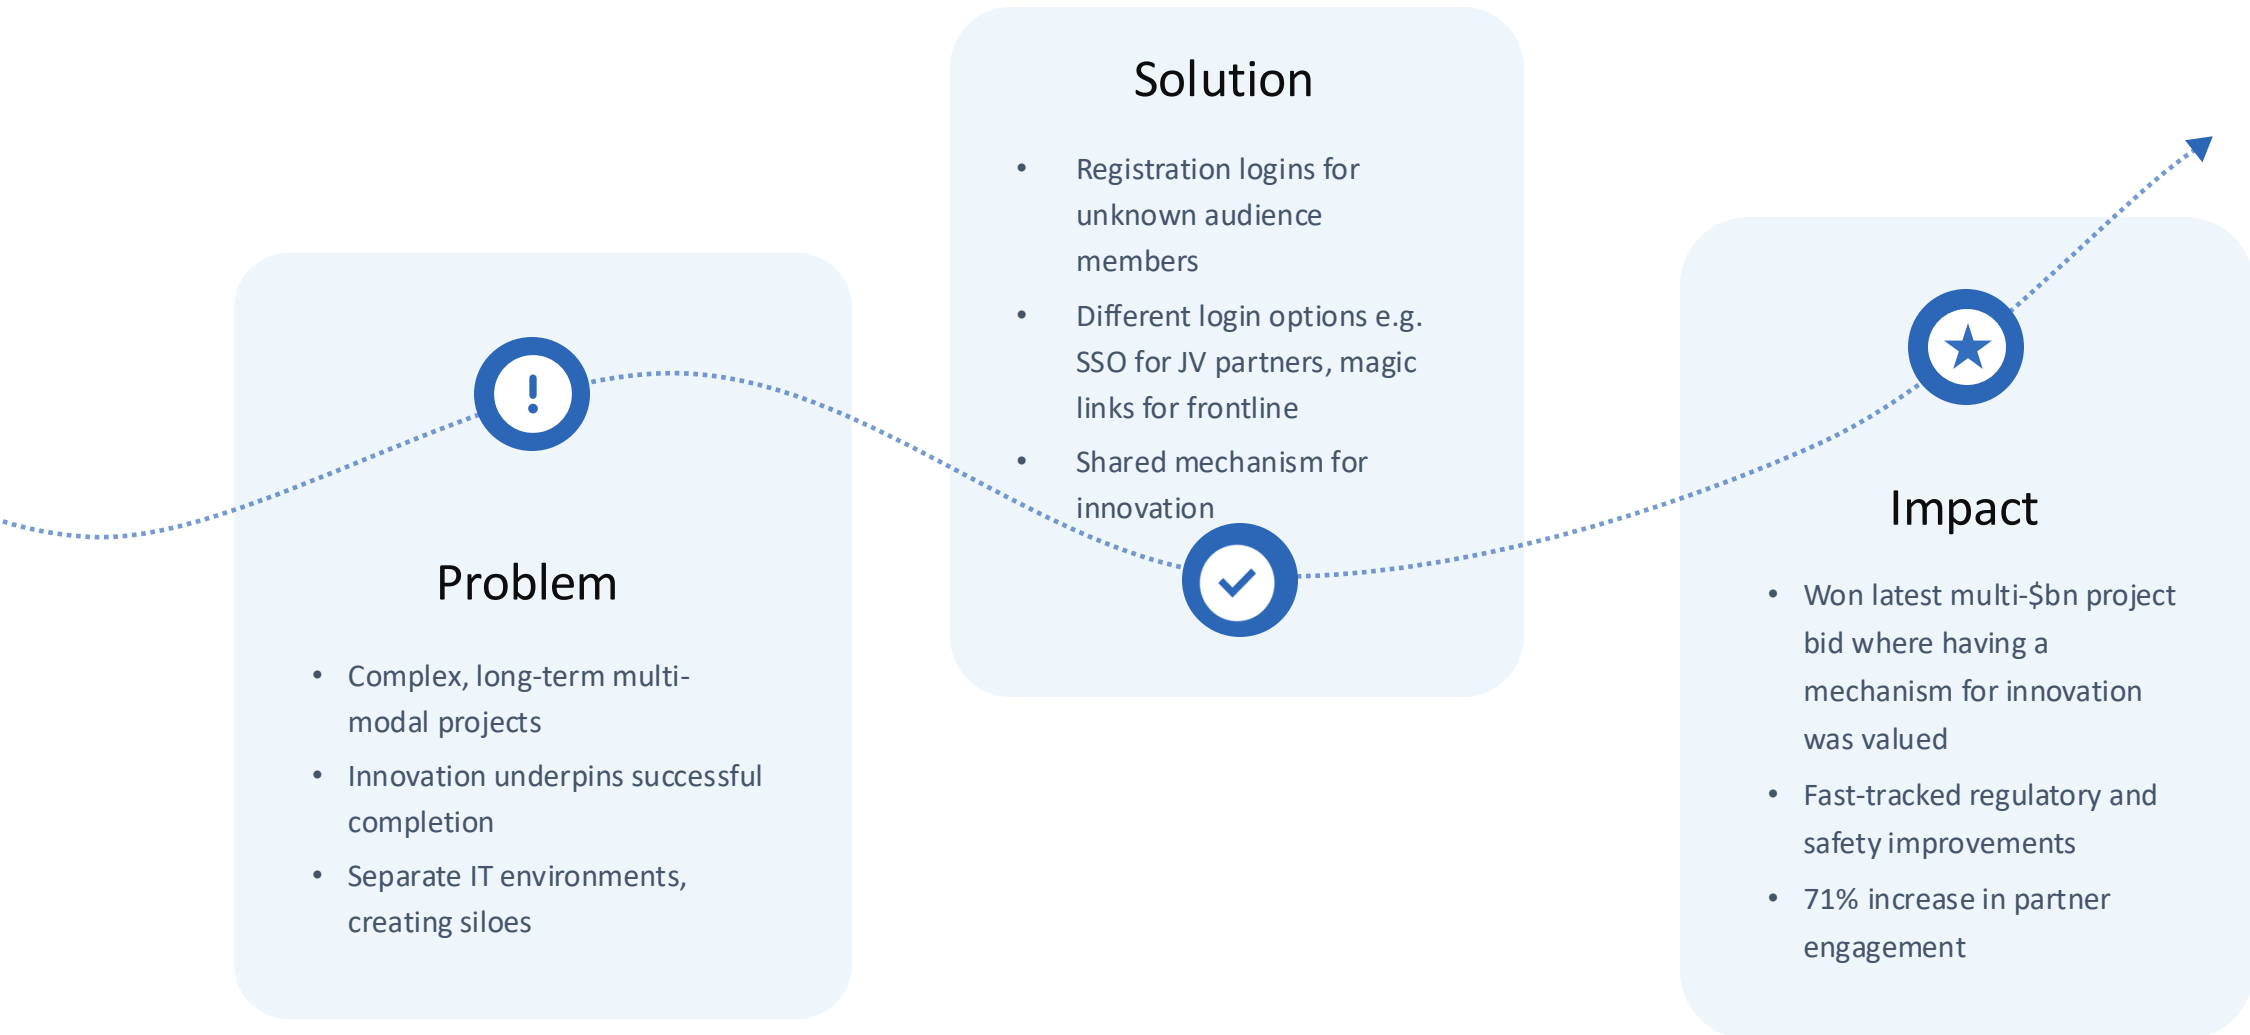 Problem
• Complex, long-term multi-
modal projects
• Innovation underpins successful
completion
• Separate IT environments,
creating siloes
Solution
• Registration logins for
unknown audience
members
• Different login options e.g.
SSO for JV partners, magic
links for frontline
• Shared mechanism for
innovation
Impact
• Won latest multi-$bn project
bid where having a
mechanism for innovation
was valued
• Fast-tracked regulatory and
safety improvements
• 71% increase in partner
engagement